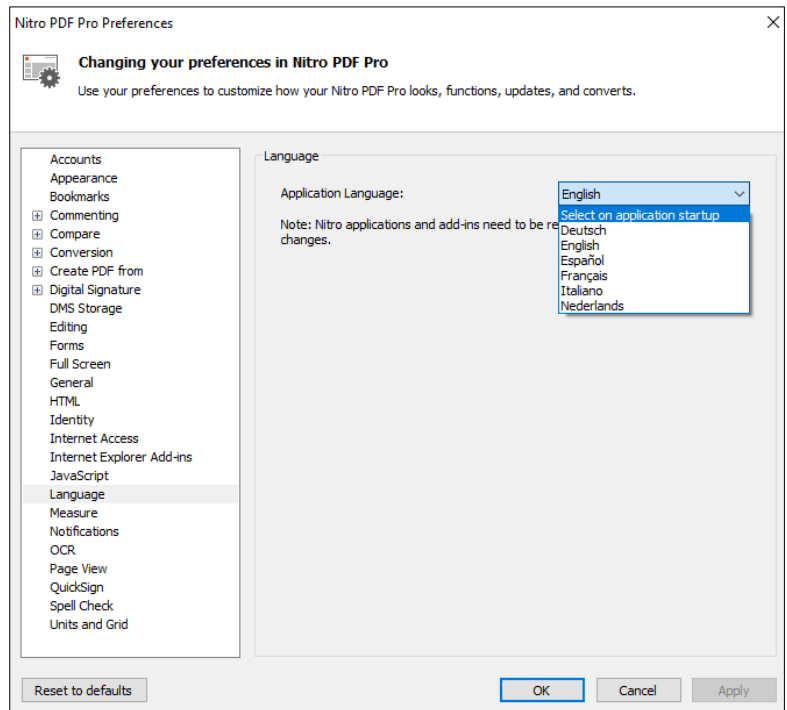 Nitro PDF Pro Preferences
Changing your preferences in Nitro PDF Pro
Use your preferences to customize how your Nitro PDF Pro looks, functions, updates, and converts.
Accounts
Appearance
Bookmarks
Commenting
Compare
Conversion
Create PDF from
Digital Signature
DMS Storage
Editing
Forms
Full Screen
General
HTML
Identity
Internet Access
Internet Explorer Add-ins
JavaScript
Language
Measure
Notifications
OCR
Page View
QuickSign
Spell Check
Units and Grid
Language
Application Language:
English
Note: Nitro applications and add-ins need to be re
changes.
Select on application startup
Deutsch
English
Español
Français
Italiano
Nederlands
Reset to defaults
OK
Cancel
Apply